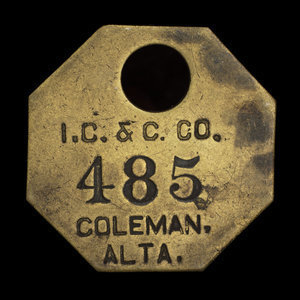 I.C. & C. CO.
485
COLEMAN,
ALTA.